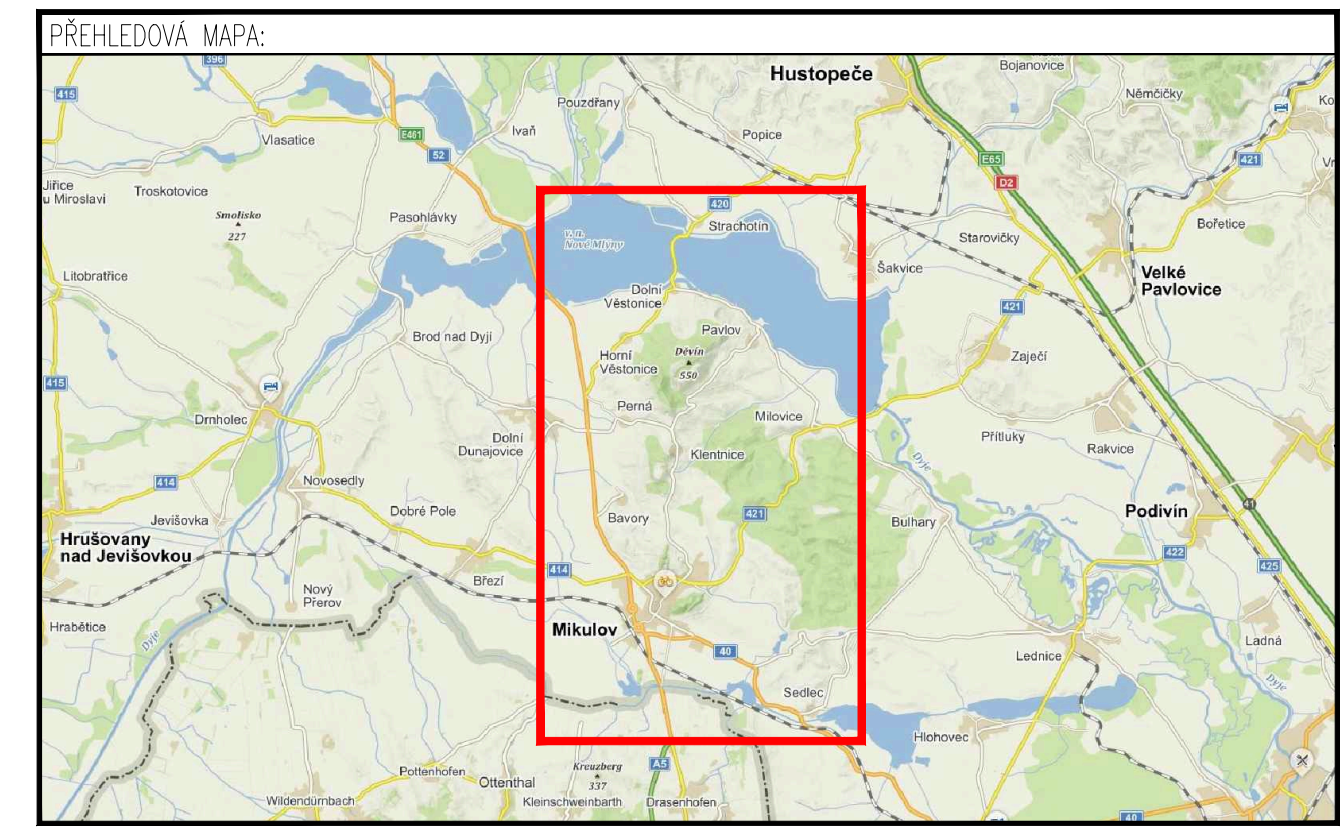 PŘEHLEDOVÁ MAPA:
396
Hustopeče
Bojanovice
415
Pouzdřany
Němčičky
Ko
Vlasatice
E461
Ivaň
Popice
52
E65
421
D2
Jiřice
u Miroslavi
Troskotovice
Smolisko
227
Pasohlávky
420
Strachotín
v. n.
Nové Mlýny
Starovičky
Bořetice
Litobratřice
Šakvice
Velké
Pavlovice
Dolní
Věstonice
421
Brod nad Dyjí
Pavlov
Děvín
550
Horní
Věstonice
Zaječí
415
Perná
Milovice
Drnholec
Dolní
Dunajovice
Přítluky
Rakvice
Klentnice
Dyje
414
Novosedly
Jevišovka
Dobré Pole
Bavory
421
Bulhary
Podivín
41
Hrušovany
nad Jevišovkou
422
425
414
Březí
Nový
Přerov
Hrabětice
Dyje
Mikulov
40
Ladná
Lednice
Dyje
Sedlec
Hlohovec
Pottenhofen
Ottenthal
Kreuzberg
337
A5
Wildendürnbach
Kleinschweinbarth
Drasenhofen
40